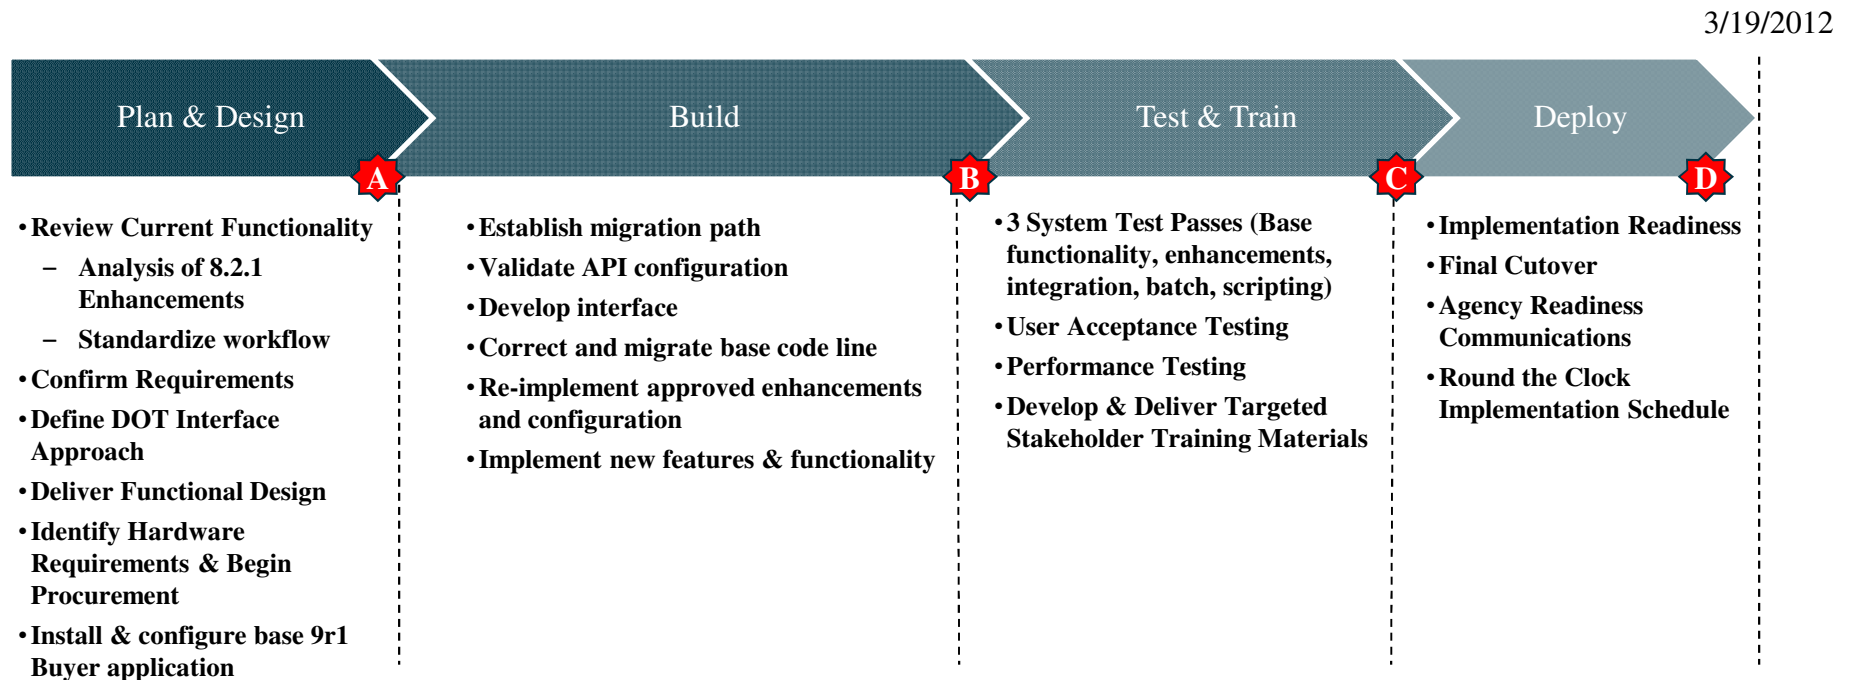 3/19/2012
Plan & Design
Build
Test & Train
Deploy
A
B
C
D
•Review Current Functionality
– Analysis of 8.2.1
Enhancements
– Standardize workflow
•Confirm Requirements
•Define DOT Interface
Approach
•Deliver Functional Design
•Identify Hardware
Requirements & Begin
Procurement
•Install & configure base 9r1
Buyer application
•Establish migration path
•Validate API configuration
•Develop interface
•Correct and migrate base code line
•Re-implement approved enhancements
and configuration
•Implement new features & functionality
•3 System Test Passes (Base
functionality, enhancements,
integration, batch, scripting)
•User Acceptance Testing
•Performance Testing
•Develop & Deliver Targeted
Stakeholder Training Materials
•Implementation Readiness
•Final Cutover
•Agency Readiness
Communications
•Round the Clock
Implementation Schedule